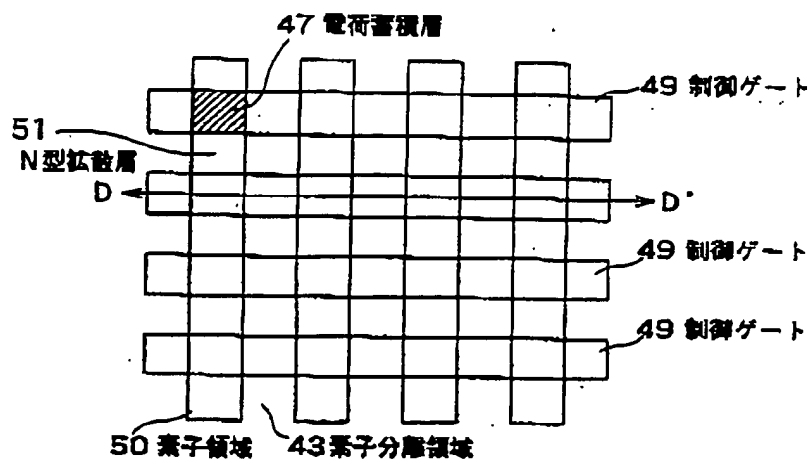 47 電荷蓄積層
49 制御ゲート
51
N型拡散層
D
D'
49 制御ゲート
49 制御ゲート
50 素子領域
43 素子分離領域